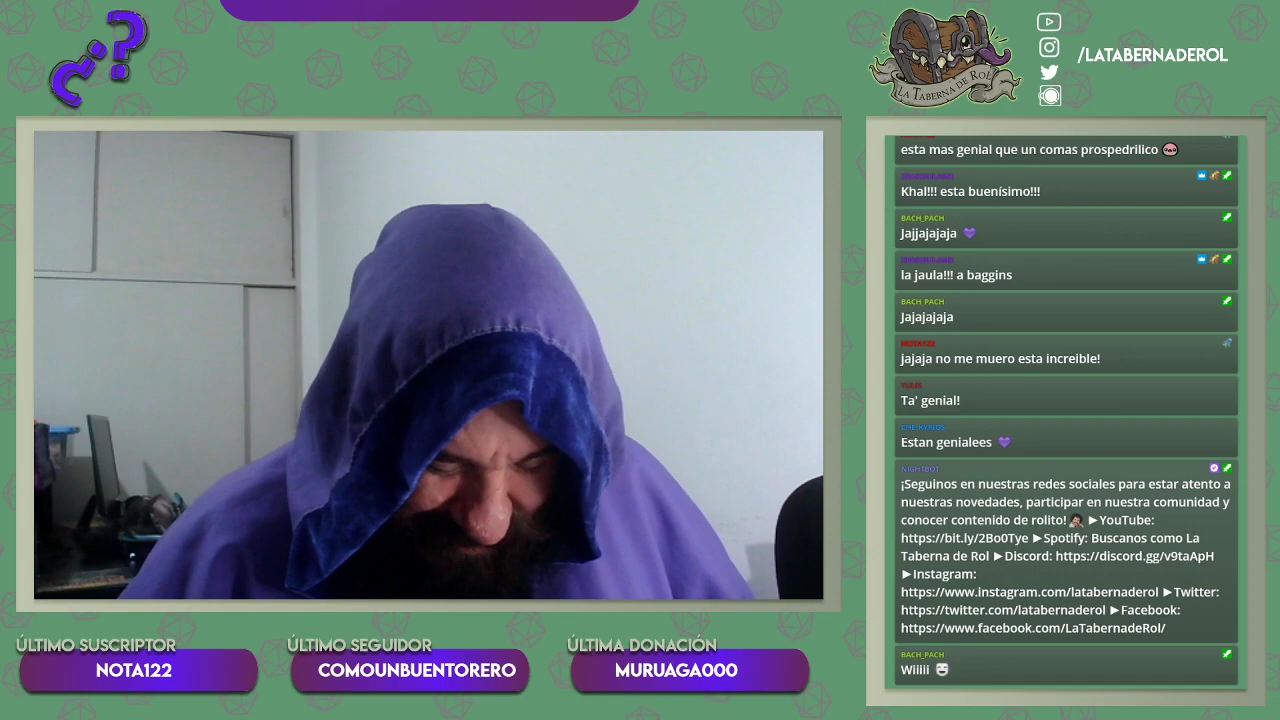 ¿?
LA TABERNA DE ROL
/LATABERNADEROL
esta mas genial que un comas prospedrilico
Khal!!! esta buenísimo!!!
BACH_PACH
Jajjajajaja
la jaula!!! a baggins
BACH_PACH
Jajajajaja
NOTA122
jajaja no me muero esta increible!
Ta' genial!
Estan genialees
NIGHTBOT
¡Seguinos en nuestras redes sociales para estar atento a
nuestras novedades, participar en nuestra comunidad y
conocer contenido de rolito! ►YouTube:
https://bit.ly/2Bo0Tye ►Spotify: Buscanos como La
Taberna de Rol ►Discord: https://discord.gg/v9taApH
►Instagram:
https://www.instagram.com/latabernaderol ►Twitter:
https://twitter.com/latabernaderol ►Facebook:
https://www.facebook.com/LaTabernadeRol/
BACH_PACH
Wiiiii
ÚLTIMO SUSCRIPTOR
NOTA122
ÚLTIMO SEGUIDOR
COMOUNBUENTORERO
ÚLTIMA DONACIÓN
MURUAGA000